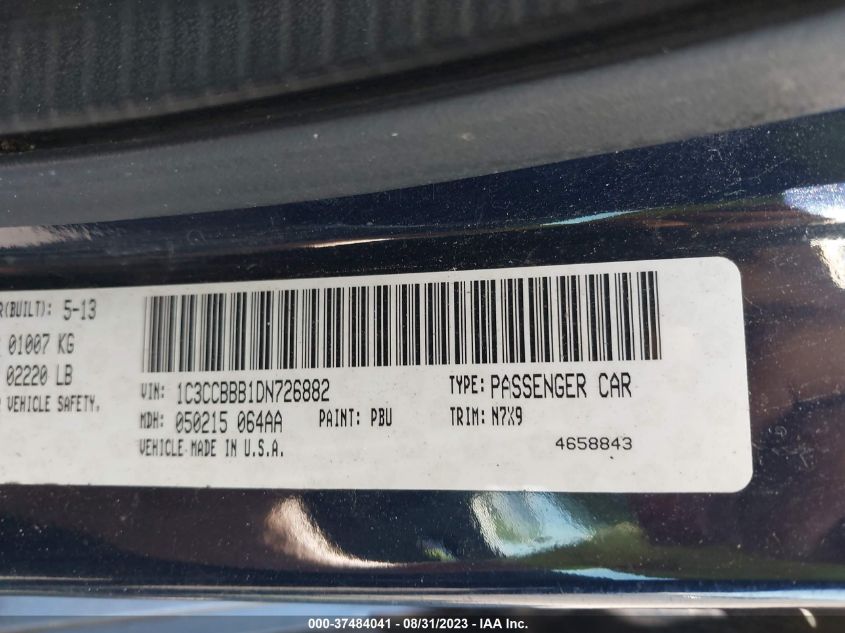 R(BUILT): 5-13
01007 KG
02220 LB
VEHICLE SAFETY.
VIN: 1C3CCBBB1DN726882
TYPE: PASSENGER CAR
MDH: 050215 064AA
PAINT: PBU
TRIM: N7X9
VEHICLE MADE IN U.S.A.
4658843
000-37484041 - 08/31/2023 - IAA Inc.